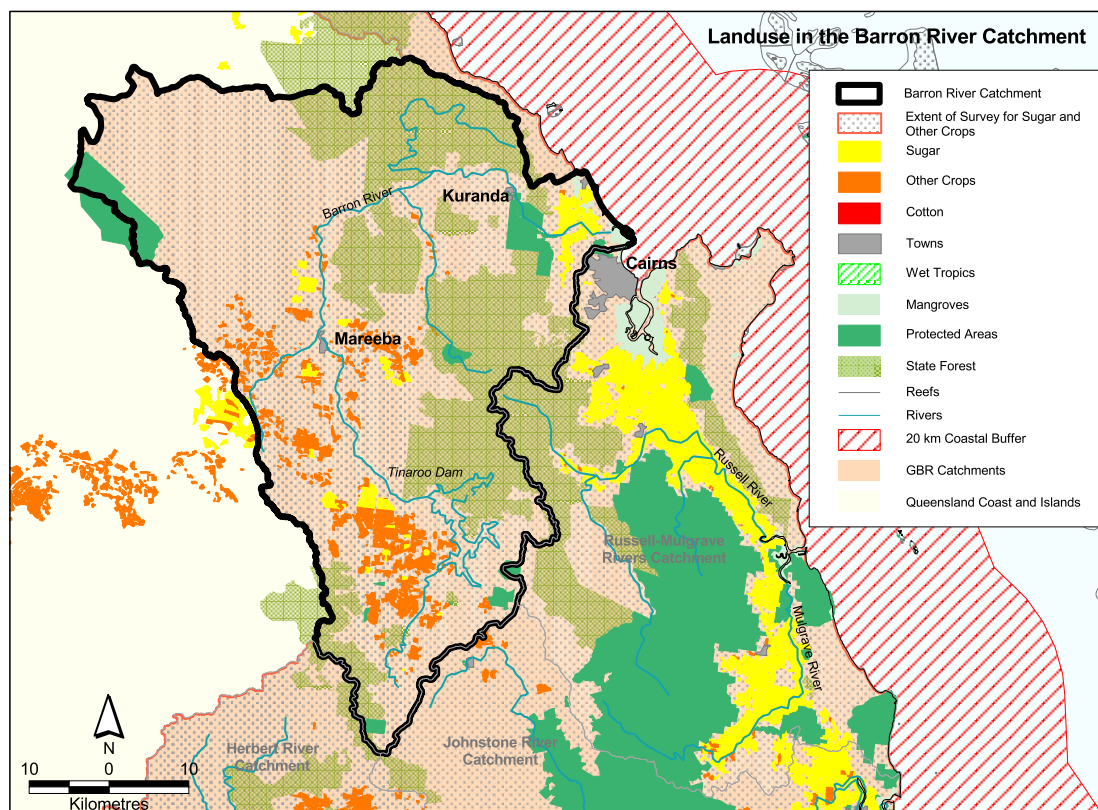 Landuse in the Barron River Catchment
Barron River Catchment
Extent of Survey for Sugar and
Other Crops
Sugar
Other Crops
Cotton
Towns
Wet Tropics
Mangroves
Protected Areas
State Forest
Reefs
Rivers
20 km Coastal Buffer
GBR Catchments
Queensland Coast and Islands
Barron River
Kuranda
Cairns
Mareeba
Tinaroo Dam
Russell River
Russell-Mulgrave
Rivers Catchment
Mulgrave River
Herbert River
Catchment
Johnstone River
Catchment
N
10 0 10
Kilometres